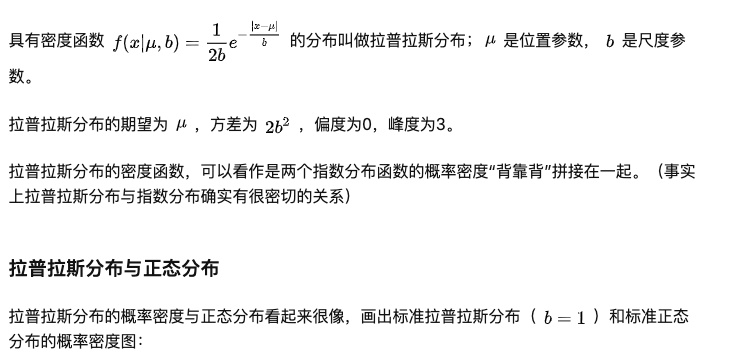 具有密度函数 f(x|μ,b) = \frac{1}{2b} e^{-\frac{|x-μ|}{b}} 的分布叫做拉普拉斯分布；μ 是位置参数，b 是尺度参
数。
拉普拉斯分布的期望为 μ ，方差为 2b² ，偏度为0，峰度为3。
拉普拉斯分布的密度函数，可以看作是两个指数分布函数的概率密度“背靠背”拼接在一起。（事实
上拉普拉斯分布与指数分布确实有很密切的关系）
拉普拉斯分布与正态分布
拉普拉斯分布的概率密度与正态分布看起来很像，画出标准拉普拉斯分布（ b = 1 ）和标准正态
分布的概率密度图：